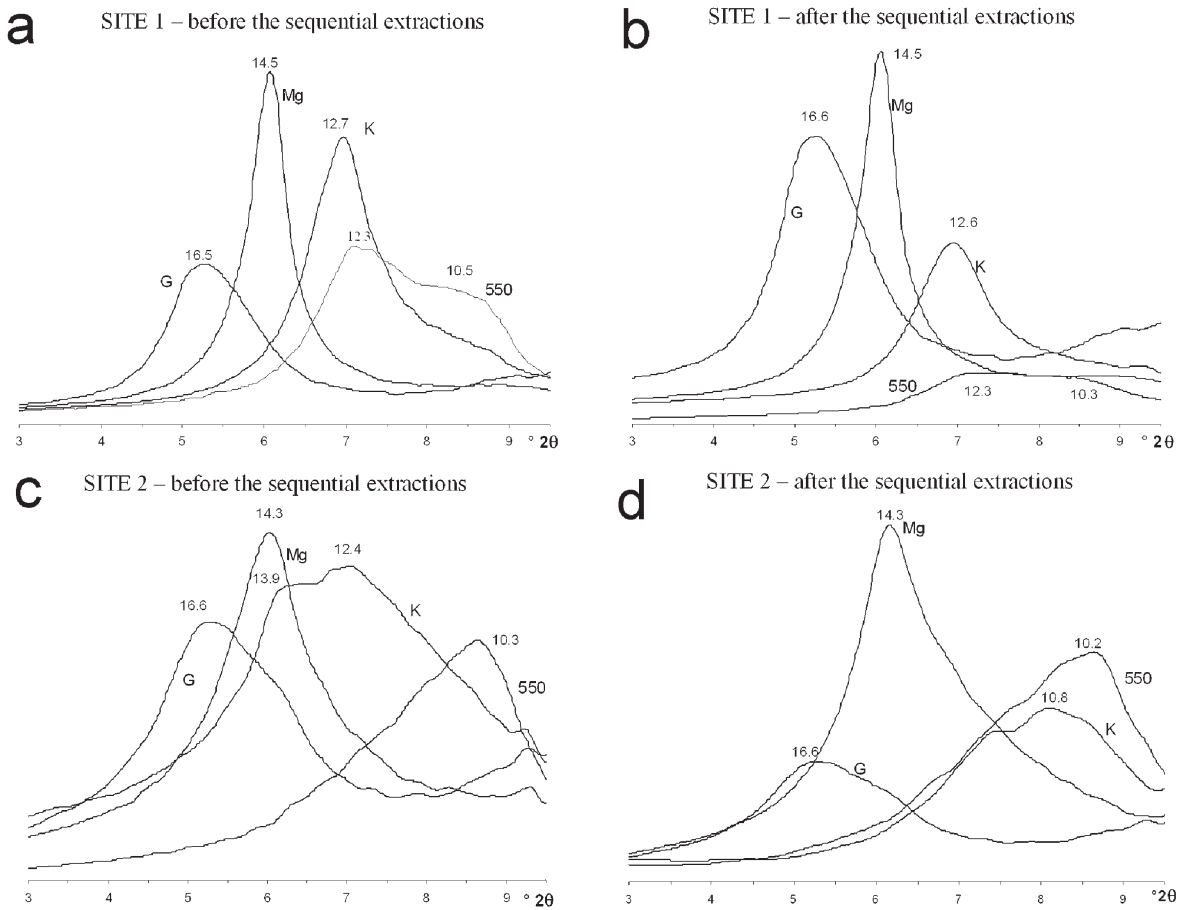 a
SITE 1 – before the sequential extractions
14.5
Mg
12.7
K
12.3
16.5
10.5
G
550
3 4 5 6 7 8 9 ° 2θ
b
SITE 1 – after the sequential extractions
14.5
Mg
16.6
G
12.6
K
550
12.3
10.3
3 4 5 6 7 8 9 ° 2θ
c
SITE 2 – before the sequential extractions
14.3
Mg
12.4
13.9
16.6
K
10.3
G
550
3 4 5 6 7 8 9 ° 2θ
d
SITE 2 – after the sequential extractions
14.3
Mg
10.2
550
10.8
K
16.6
G
3 4 5 6 7 8 9 °2θ